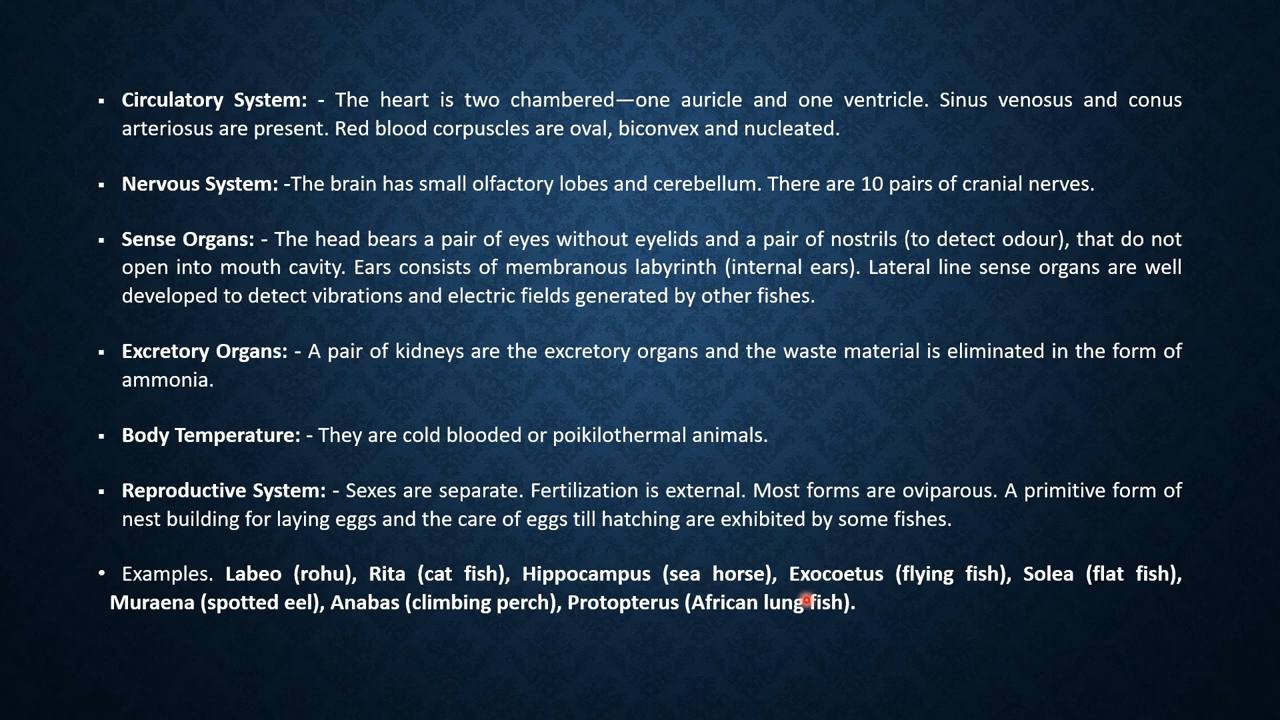 ▪ Circulatory System: - The heart is two chambered—one auricle and one ventricle. Sinus venosus and conus
arteriosus are present. Red blood corpuscles are oval, biconvex and nucleated.
▪ Nervous System: -The brain has small olfactory lobes and cerebellum. There are 10 pairs of cranial nerves.
▪ Sense Organs: - The head bears a pair of eyes without eyelids and a pair of nostrils (to detect odour), that do not
open into mouth cavity. Ears consists of membranous labyrinth (internal ears). Lateral line sense organs are well
developed to detect vibrations and electric fields generated by other fishes.
▪ Excretory Organs: - A pair of kidneys are the excretory organs and the waste material is eliminated in the form of
ammonia.
▪ Body Temperature: - They are cold blooded or poikilothermal animals.
▪ Reproductive System: - Sexes are separate. Fertilization is external. Most forms are oviparous. A primitive form of
nest building for laying eggs and the care of eggs till hatching are exhibited by some fishes.
• Examples. Labeo (rohu), Rita (cat fish), Hippocampus (sea horse), Exocoetus (flying fish), Solea (flat fish),
Muraena (spotted eel), Anabas (climbing perch), Protopterus (African lung fish).